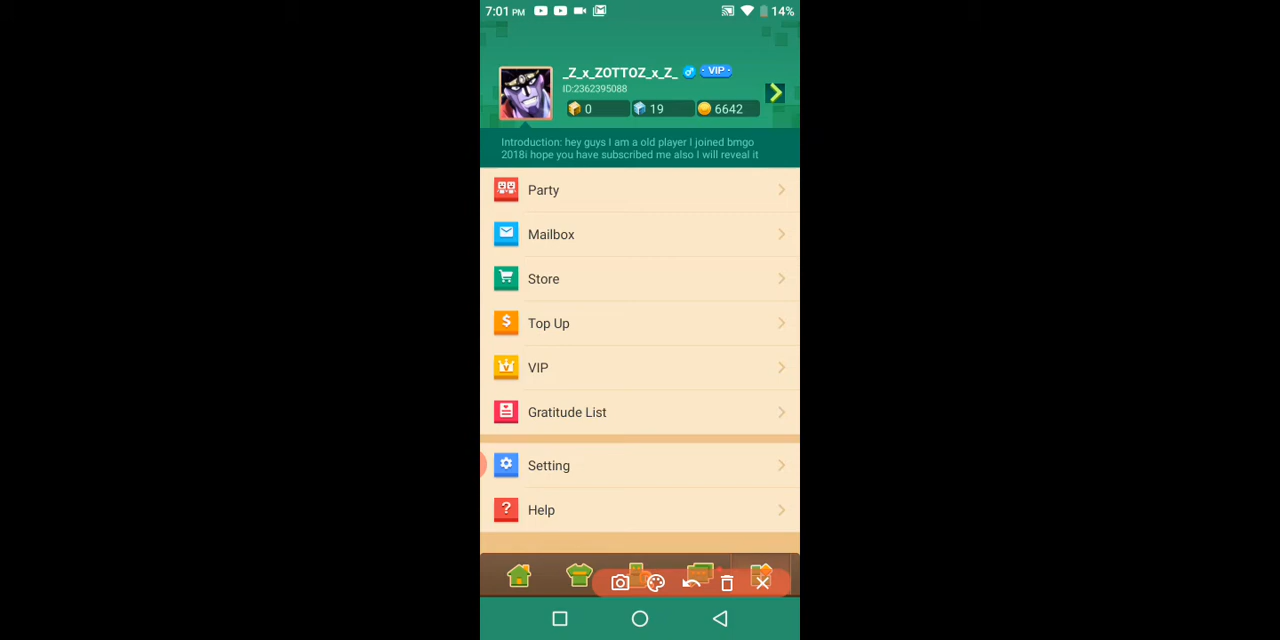 7:01 PM 14%
_Z_x_ZOTTOZ_x_Z_ - VIP -
ID:2362395088
0 19 6642
Introduction: hey guys I am a old player I joined bmgo
2018i hope you have subscribed me also I will reveal it
Party
Mailbox
Store
$ Top Up
VIP
Gratitude List
Setting
? Help